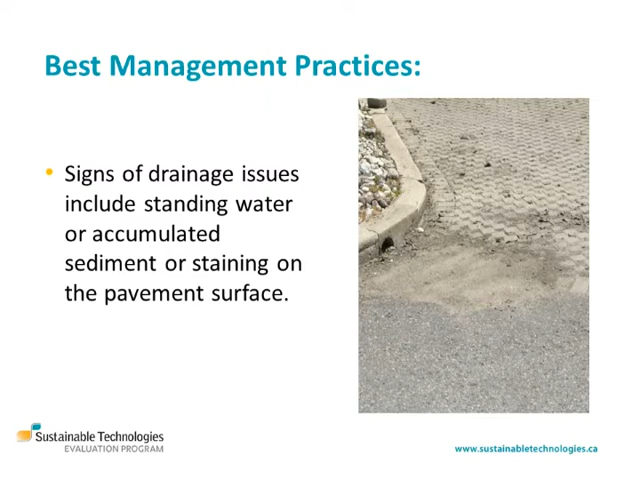 Best Management Practices:
• Signs of drainage issues
include standing water
or accumulated
sediment or staining on
the pavement surface.
Sustainable Technologies
EVALUATION PROGRAM
www.sustainabletechnologies.ca